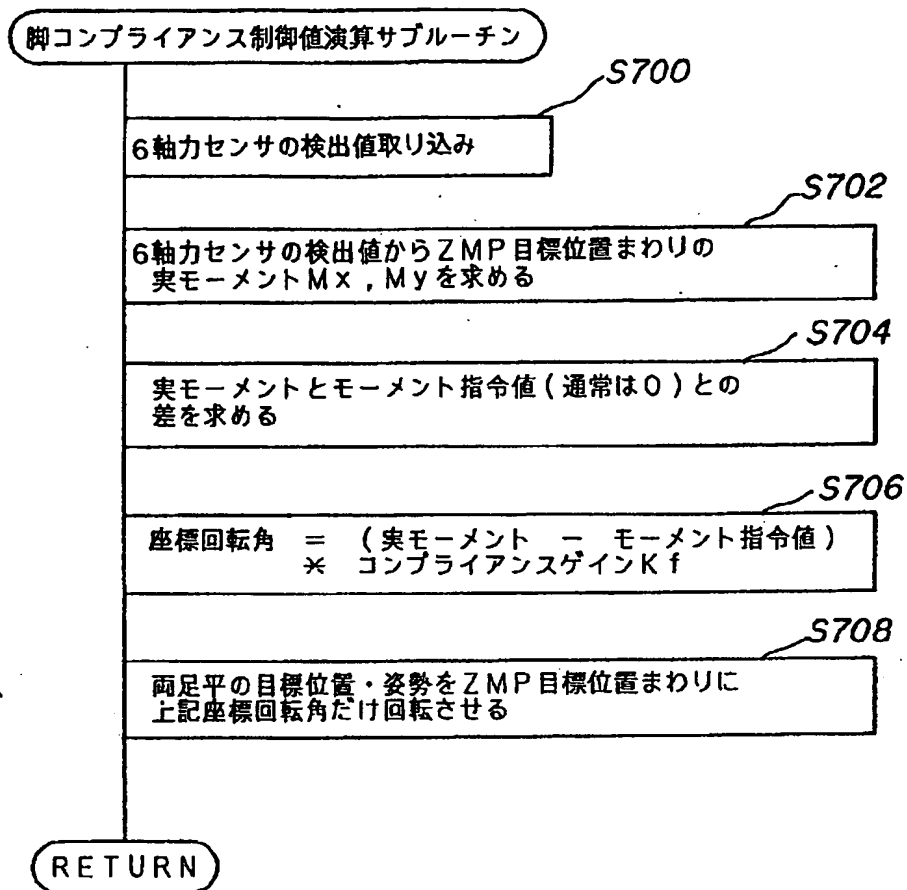 脚コンプライアンス制御値演算サブルーチン
S700
6軸力センサの検出値取り込み
S702
6軸力センサの検出値からZMP目標位置まわりの
実モーメントMx,Myを求める
S704
実モーメントとモーメント指令値(通常は0)との
差を求める
S706
座標回転角 = (実モーメント - モーメント指令値)
* コンプライアンスゲインKf
S708
両足平の目標位置・姿勢をZMP目標位置まわりに
上記座標回転角だけ回転させる
RETURN